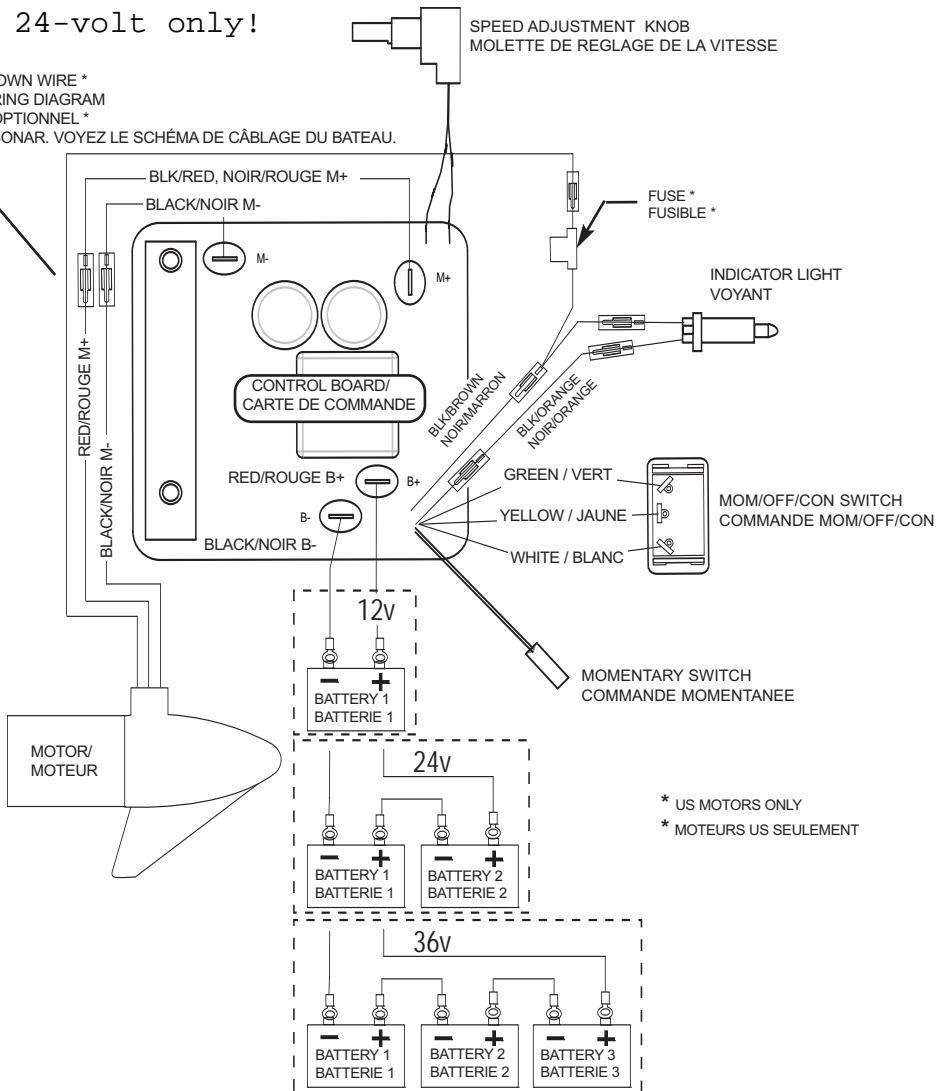 24-volt only!
SPEED ADJUSTMENT KNOB
MOLETTE DE REGLAGE DE LA VITESSE
OWN WIRE *
RING DIAGRAM
OPTIONNEL *
SONAR. VOYEZ LE SCHÉMA DE CÂBLAGE DU BATEAU.
BLK/RED, NOIR/ROUGE M+
BLACK/NOIR M-
FUSE *
FUSIBLE *
M-
M+
INDICATOR LIGHT
VOYANT
RED/ROUGE M+
BLACK/NOIR M-
CONTROL BOARD/
CARTE DE COMMANDE
BLK/BROWN
NOIR/MARRON
BLK/ORANGE
NOIR/ORANGE
RED/ROUGE B+
B+
B-
BLACK/NOIR B-
GREEN / VERT
YELLOW / JAUNE
WHITE / BLANC
MOM/OFF/CON SWITCH
COMMANDE MOM/OFF/CON
12v
- +
BATTERY 1
BATTERIE 1
MOMENTARY SWITCH
COMMANDE MOMENTANEE
MOTOR/
MOTEUR
24v
- +
BATTERY 1
BATTERIE 1
- +
BATTERY 2
BATTERIE 2
* US MOTORS ONLY
* MOTEURS US SEULEMENT
36v
- +
BATTERY 1
BATTERIE 1
- +
BATTERY 2
BATTERIE 2
- +
BATTERY 3
BATTERIE 3